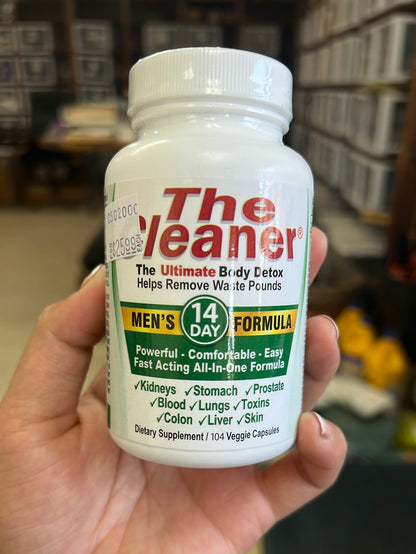 The
Cleaner®
The Ultimate Body Detox
Helps Remove Waste Pounds
MEN'S 14 DAY FORMULA
Powerful - Comfortable - Easy
Fast Acting All-In-One Formula
✓Kidneys ✓Stomach ✓Prostate
✓Blood ✓Lungs ✓Toxins
✓Colon ✓Liver ✓Skin
Dietary Supplement / 104 Veggie Capsules